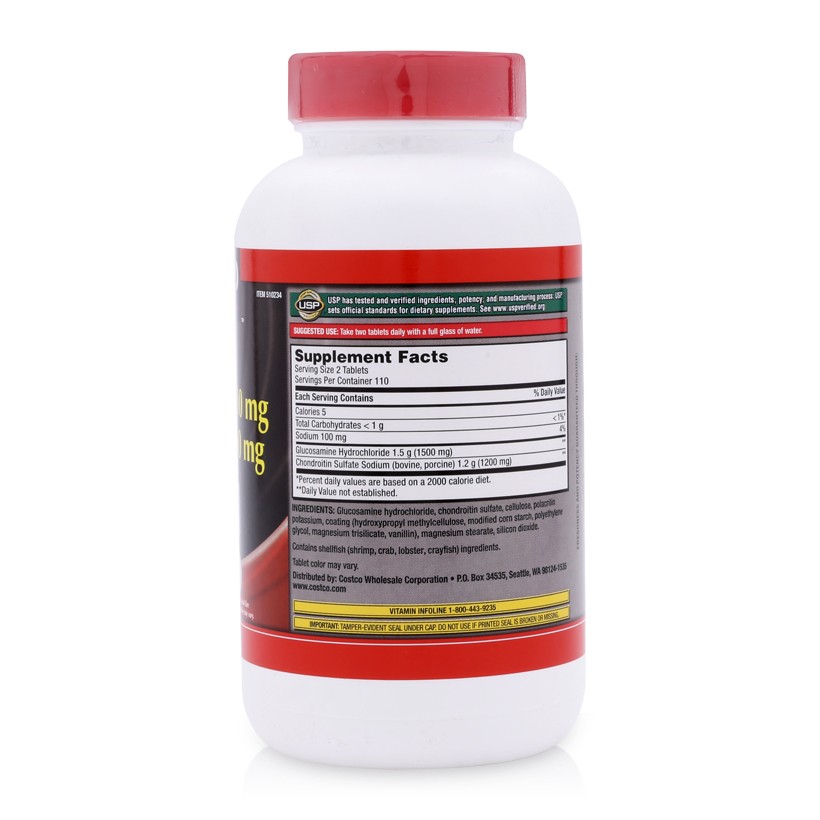 ITEM 510234
0 mg
0 mg
USP
USP has tested and verified ingredients, potency, and manufacturing process. USP
sets official standards for dietary supplements. See www.uspverified.org
SUGGESTED USE: Take two tablets daily with a full glass of water.
Supplement Facts
Serving Size 2 Tablets
Servings Per Container 110
Each Serving Contains % Daily Value
Calories 5
Total Carbohydrates < 1 g < 1%*
Sodium 100 mg 4%
Glucosamine Hydrochloride 1.5 g (1500 mg) **
Chondroitin Sulfate Sodium (bovine, porcine) 1.2 g (1200 mg) **
*Percent daily values are based on a 2000 calorie diet.
**Daily Value not established.
INGREDIENTS: Glucosamine hydrochloride, chondroitin sulfate, cellulose, polacrilin
potassium, coating (hydroxypropyl methylcellulose, modified corn starch, polyethylene
glycol, magnesium trisilicate, vanillin), magnesium stearate, silicon dioxide.
Contains shellfish (shrimp, crab, lobster, crayfish) ingredients.
Tablet color may vary.
Distributed by: Costco Wholesale Corporation • P.O. Box 34535, Seattle, WA 98124-1535
www.costco.com
VITAMIN INFOLINE 1-800-443-9235
IMPORTANT: TAMPER-EVIDENT SEAL UNDER CAP. DO NOT USE IF PRINTED SEAL IS BROKEN OR MISSING.
FRESHNESS AND POTENCY GUARANTEED THROUGH: